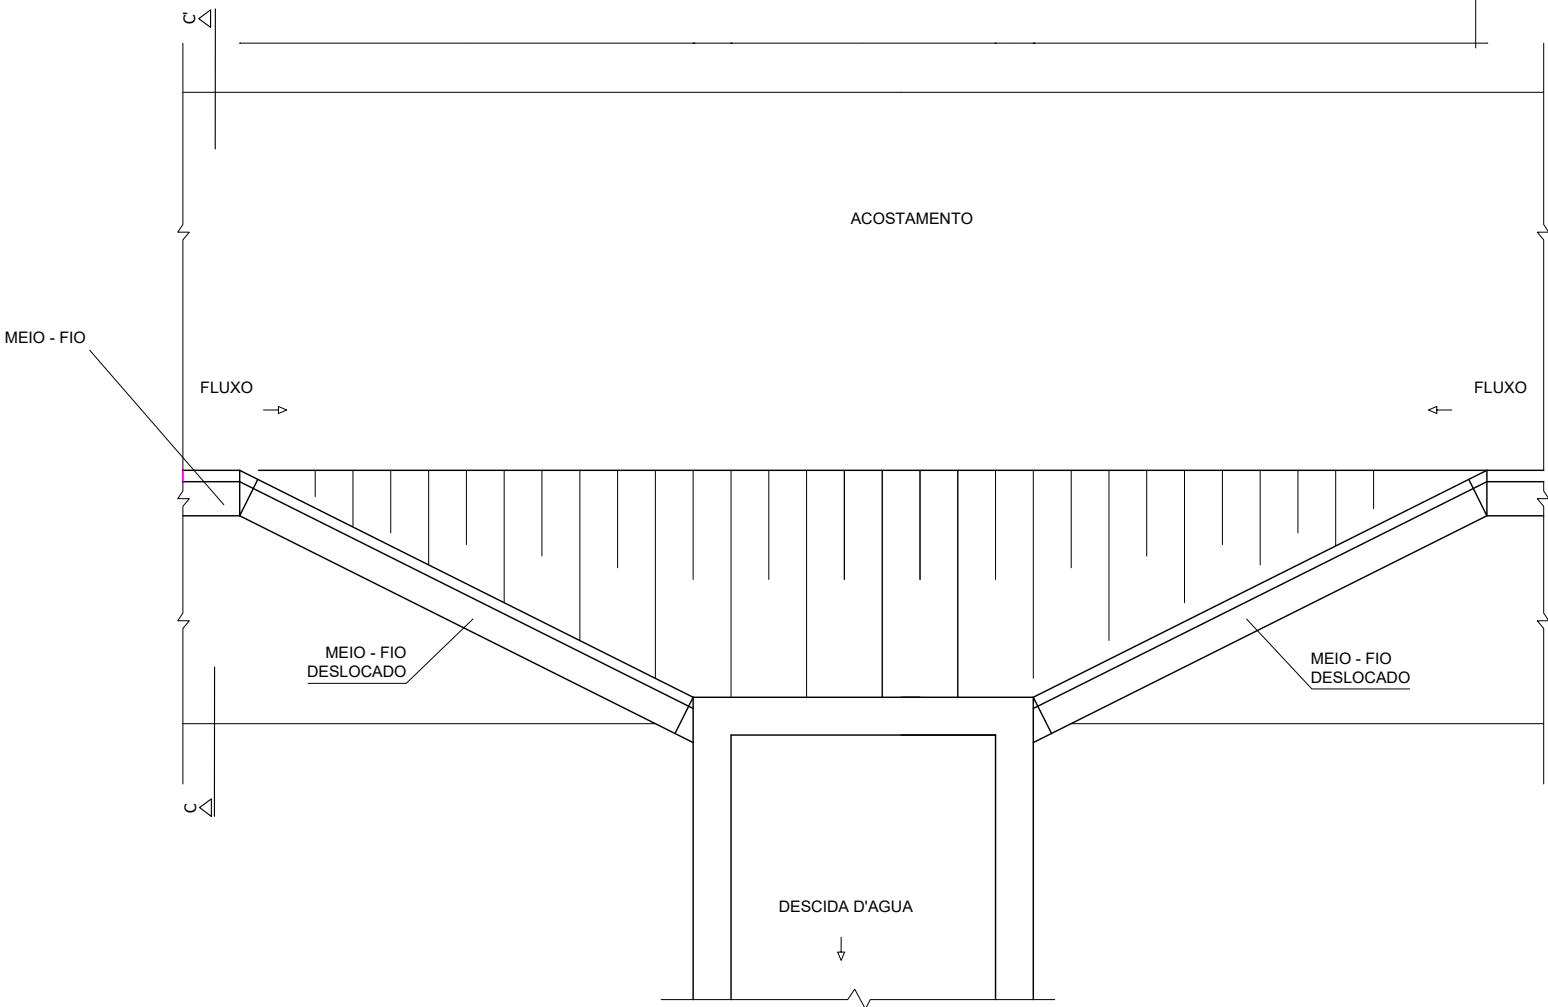 C'
ACOSTAMENTO
MEIO - FIO
FLUXO
FLUXO
MEIO - FIO
DESLOCADO
MEIO - FIO
DESLOCADO
C
DESCIDA D'AGUA